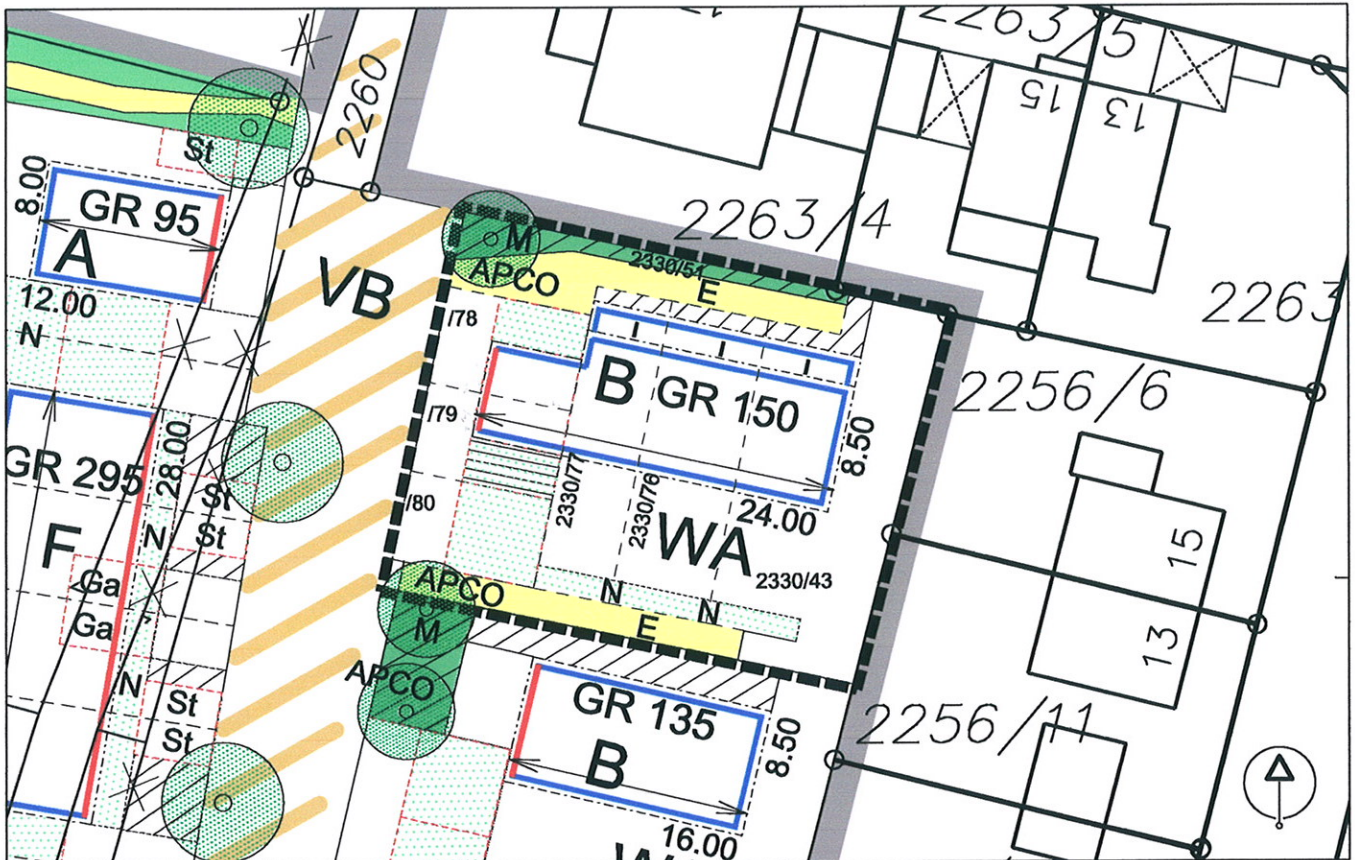 2263/5
15
13
2260
St
8.00
GR 95
A
12.00
N
VB
M
2263/4
2330/51
APCO
E
2263
/78
I
I
I
B
GR 150
2256/6
/79
8.50
GR 295
28.00
St
2330/77
2330/76
24.00
/80
WA
St
N
F
2330/43
15
Ga
APCO
N
N
Ga
M
E
13
N
APCO
St
GR 135
2256/11
St
8.50
B
16.00